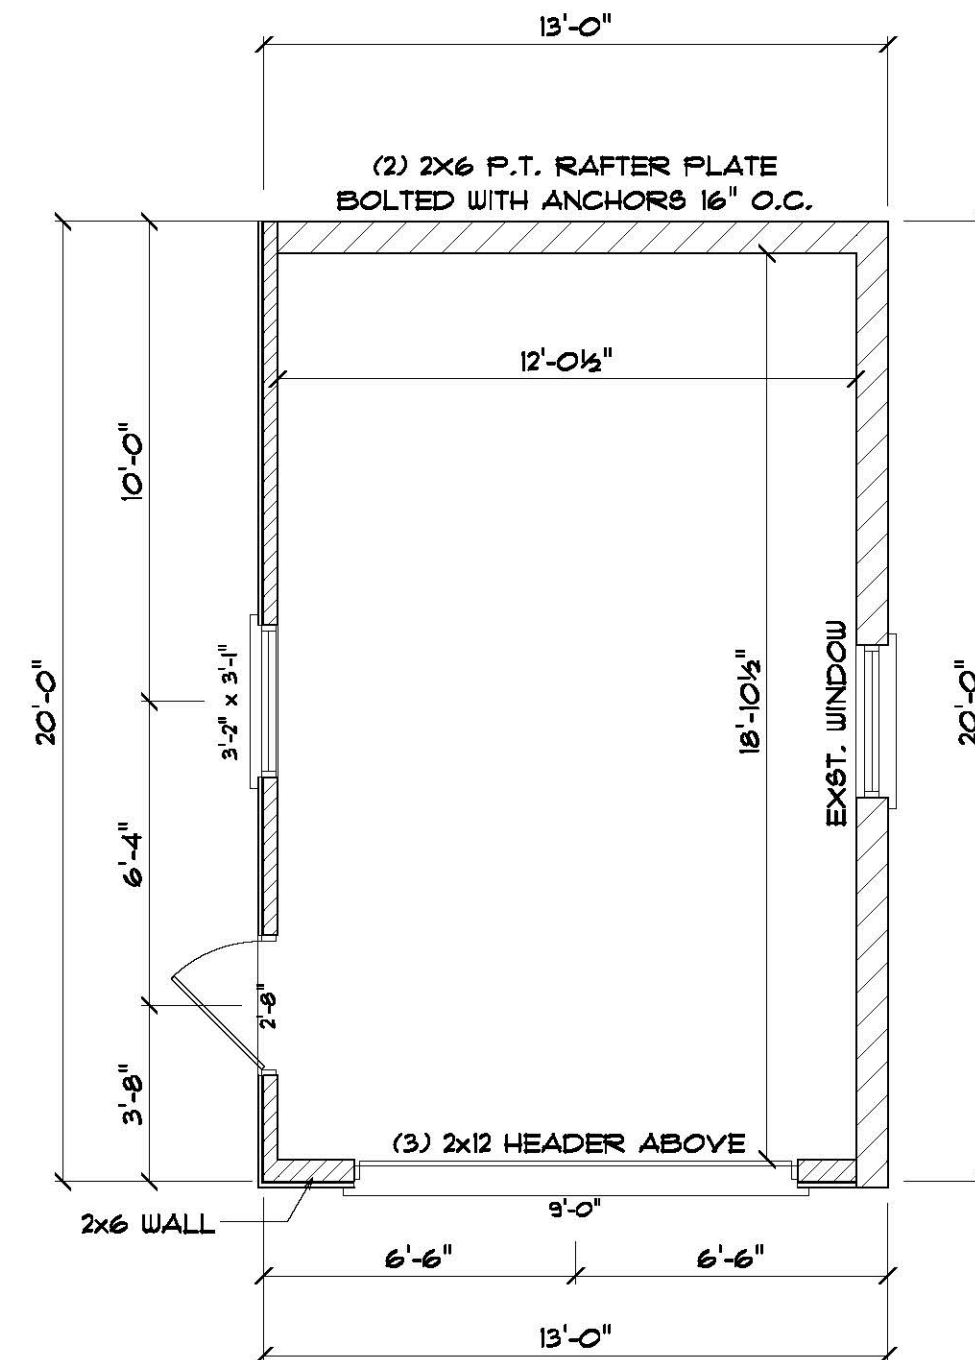 13'-0"
(2) 2X6 P.T. RAFTER PLATE
BOLTED WITH ANCHORS 16" O.C.
12'-0½"
10'-0"
20'-0"
3'-2" x 3'-1"
18'-10½"
EXST. WINDOW
20'-0"
6'-4"
2'-8"
3'-8"
(3) 2x12 HEADER ABOVE
9'-0"
2x6 WALL
6'-6"
6'-6"
13'-0"